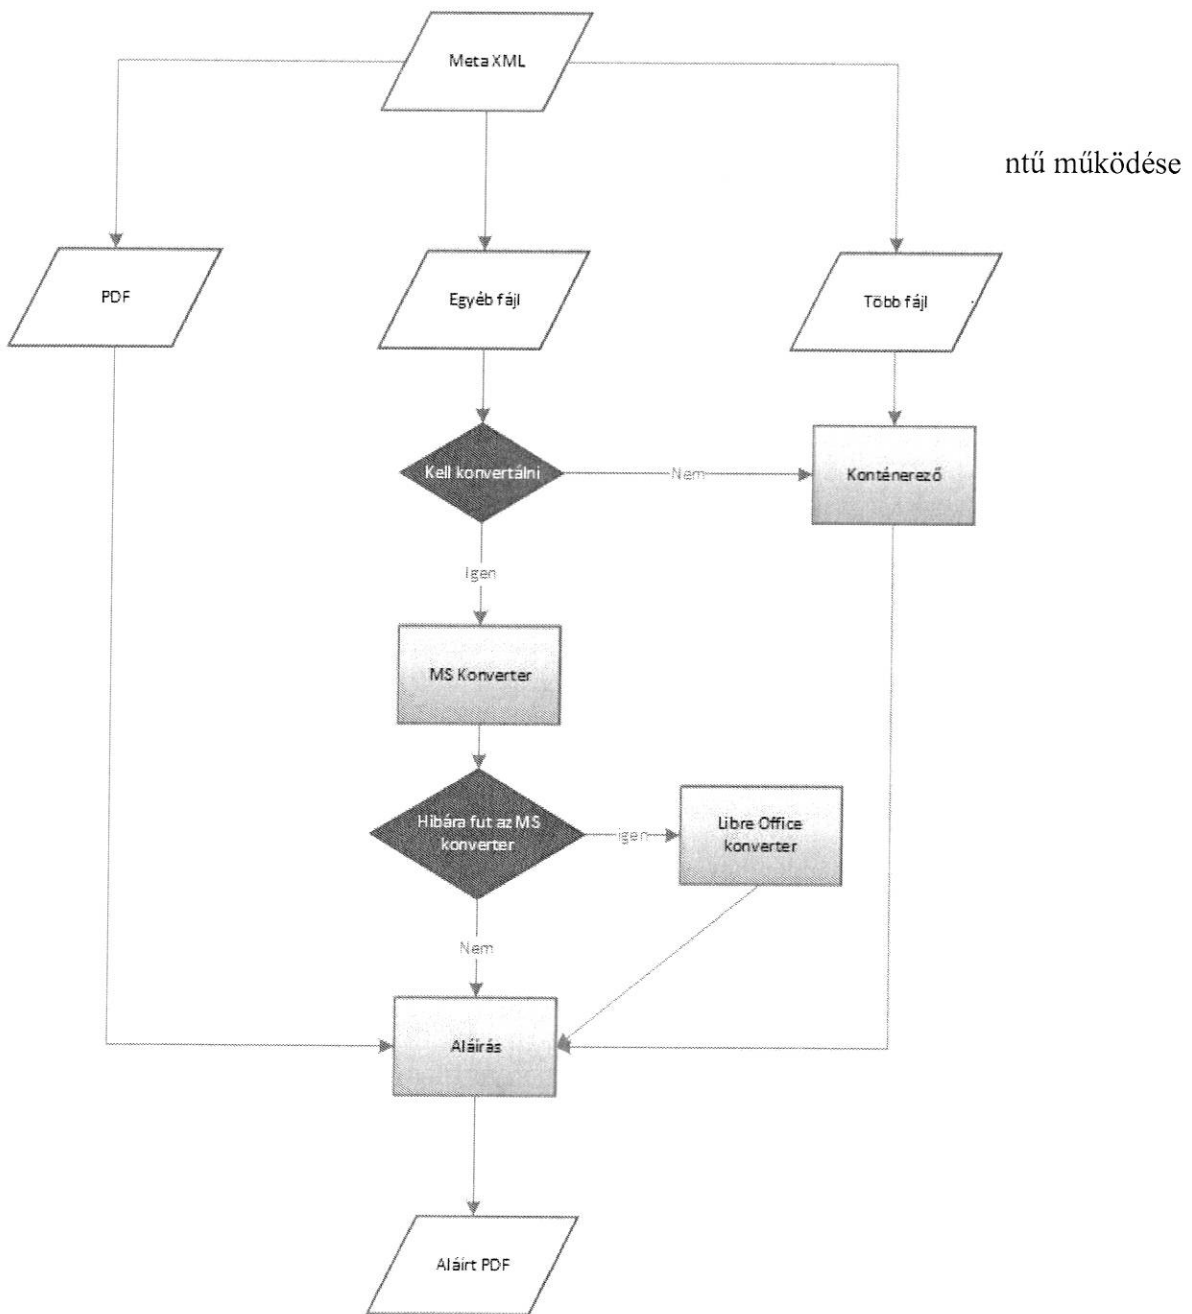 Meta XML
ntű működése
PDF
Egyéb fájl
Több fájl
Kell konvertálni
Nem
Konténerező
Igen
MS Konverter
Hibára fut az MS
konverter
igen
Libre Office
konverter
Nem
Aláírás
Aláírt PDF